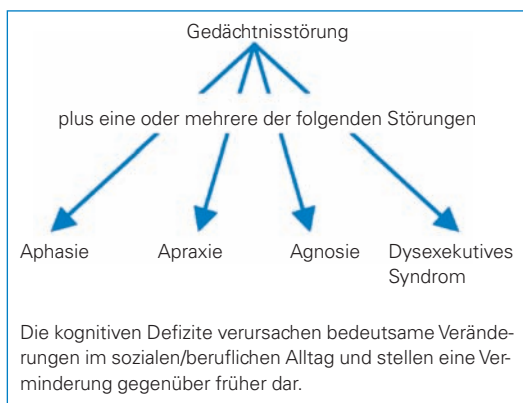 Gedächtnisstörung
plus eine oder mehrere der folgenden Störungen
Aphasie Apraxie Agnosie Dysexekutives
Syndrom
Die kognitiven Defizite verursachen bedeutsame Verände-
rungen im sozialen/beruflichen Alltag und stellen eine Ver-
minderung gegenüber früher dar.